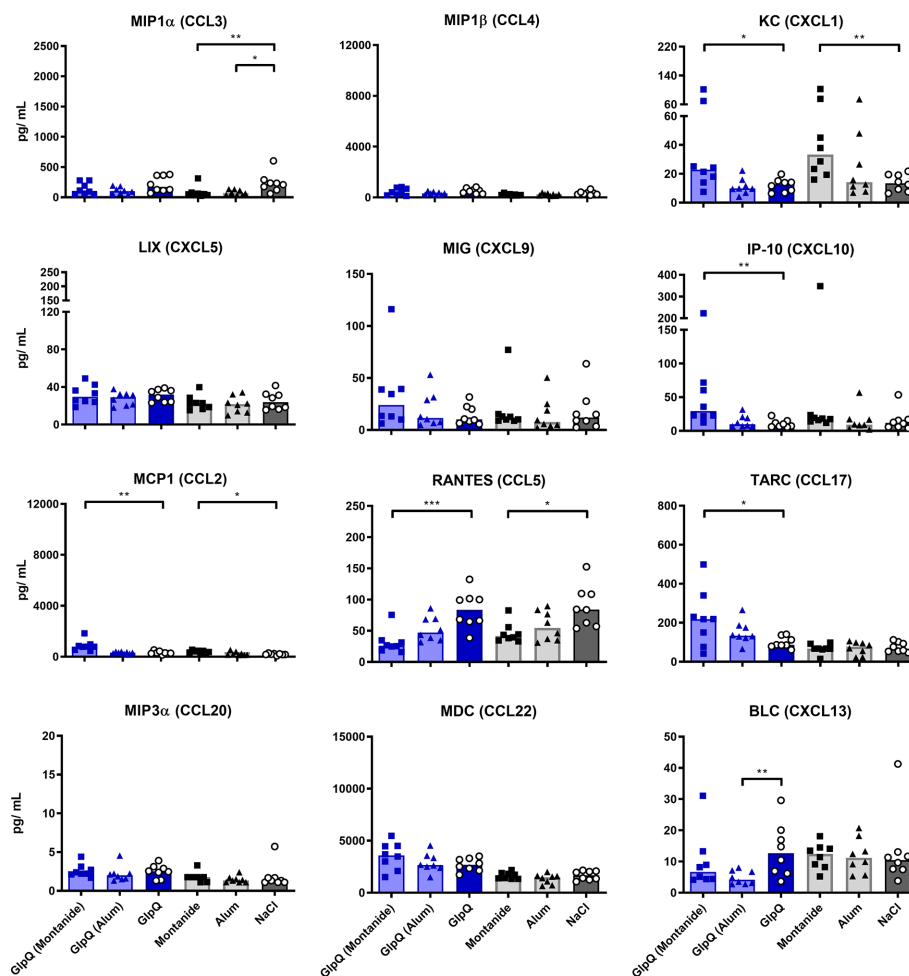 MIP1α (CCL3)
MIP1β (CCL4)
KC (CXCL1)
pg/ mL
2500
2000
1500
1000
500
0
**
*
12000
8000
4000
0
220
160
100
60
40
20
0
*
**
LIX (CXCL5)
MIG (CXCL9)
IP-10 (CXCL10)
pg/ mL
250
200
150
120
80
40
0
150
100
50
0
400
300
200
150
100
50
0
**
MCP1 (CCL2)
RANTES (CCL5)
TARC (CCL17)
pg/ mL
12000
8000
4000
0
**
*
250
200
150
100
50
0
***
*
800
600
400
200
0
*
MIP3α (CCL20)
MDC (CCL22)
BLC (CXCL13)
pg/ mL
20
15
10
5
0
15000
10000
5000
0
50
40
30
20
10
0
**
GlpQ (Montanide)
GlpQ (Alum)
GlpQ
Montanide
Alum
NaCl
GlpQ (Montanide)
GlpQ (Alum)
GlpQ
Montanide
Alum
NaCl
GlpQ (Montanide)
GlpQ (Alum)
GlpQ
Montanide
Alum
NaCl